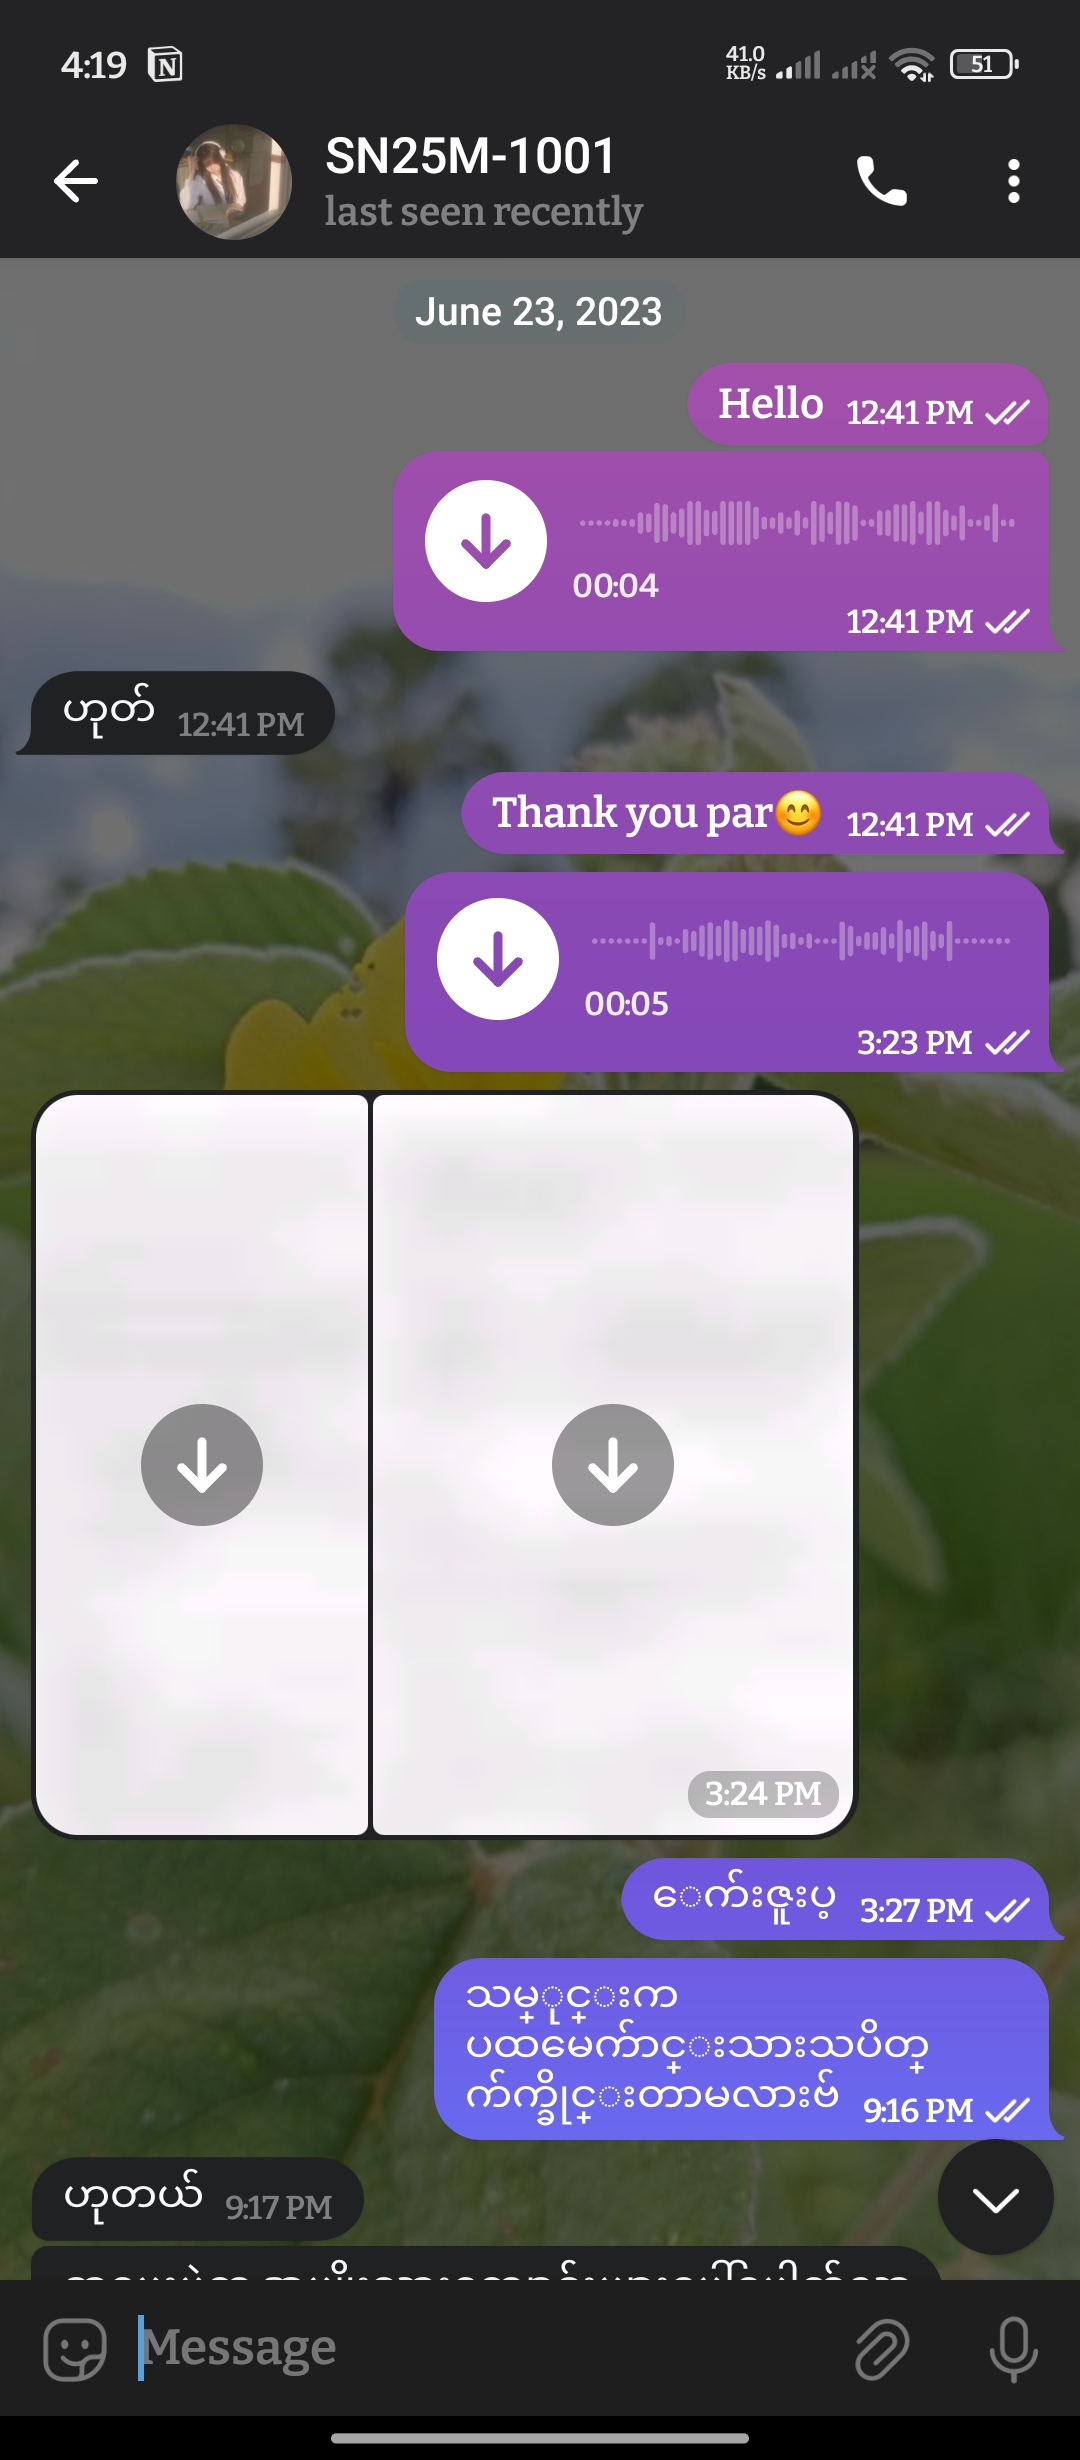 4:19
41.0
KB/s
51
SN25M-1001
last seen recently
June 23, 2023
Hello 12:41 PM
00:04
12:41 PM
ဟုတ် 12:41 PM
Thank you par😊 12:41 PM
00:05
3:23 PM
3:24 PM
ေက်းဇူးပ့ 3:27 PM
သမ္ုင္းက
ပထမေက်ာင္းသားသပိတ္
က်က္ခိုင္းတာမလားဗ် 9:16 PM
ဟုတယ် 9:17 PM
Message